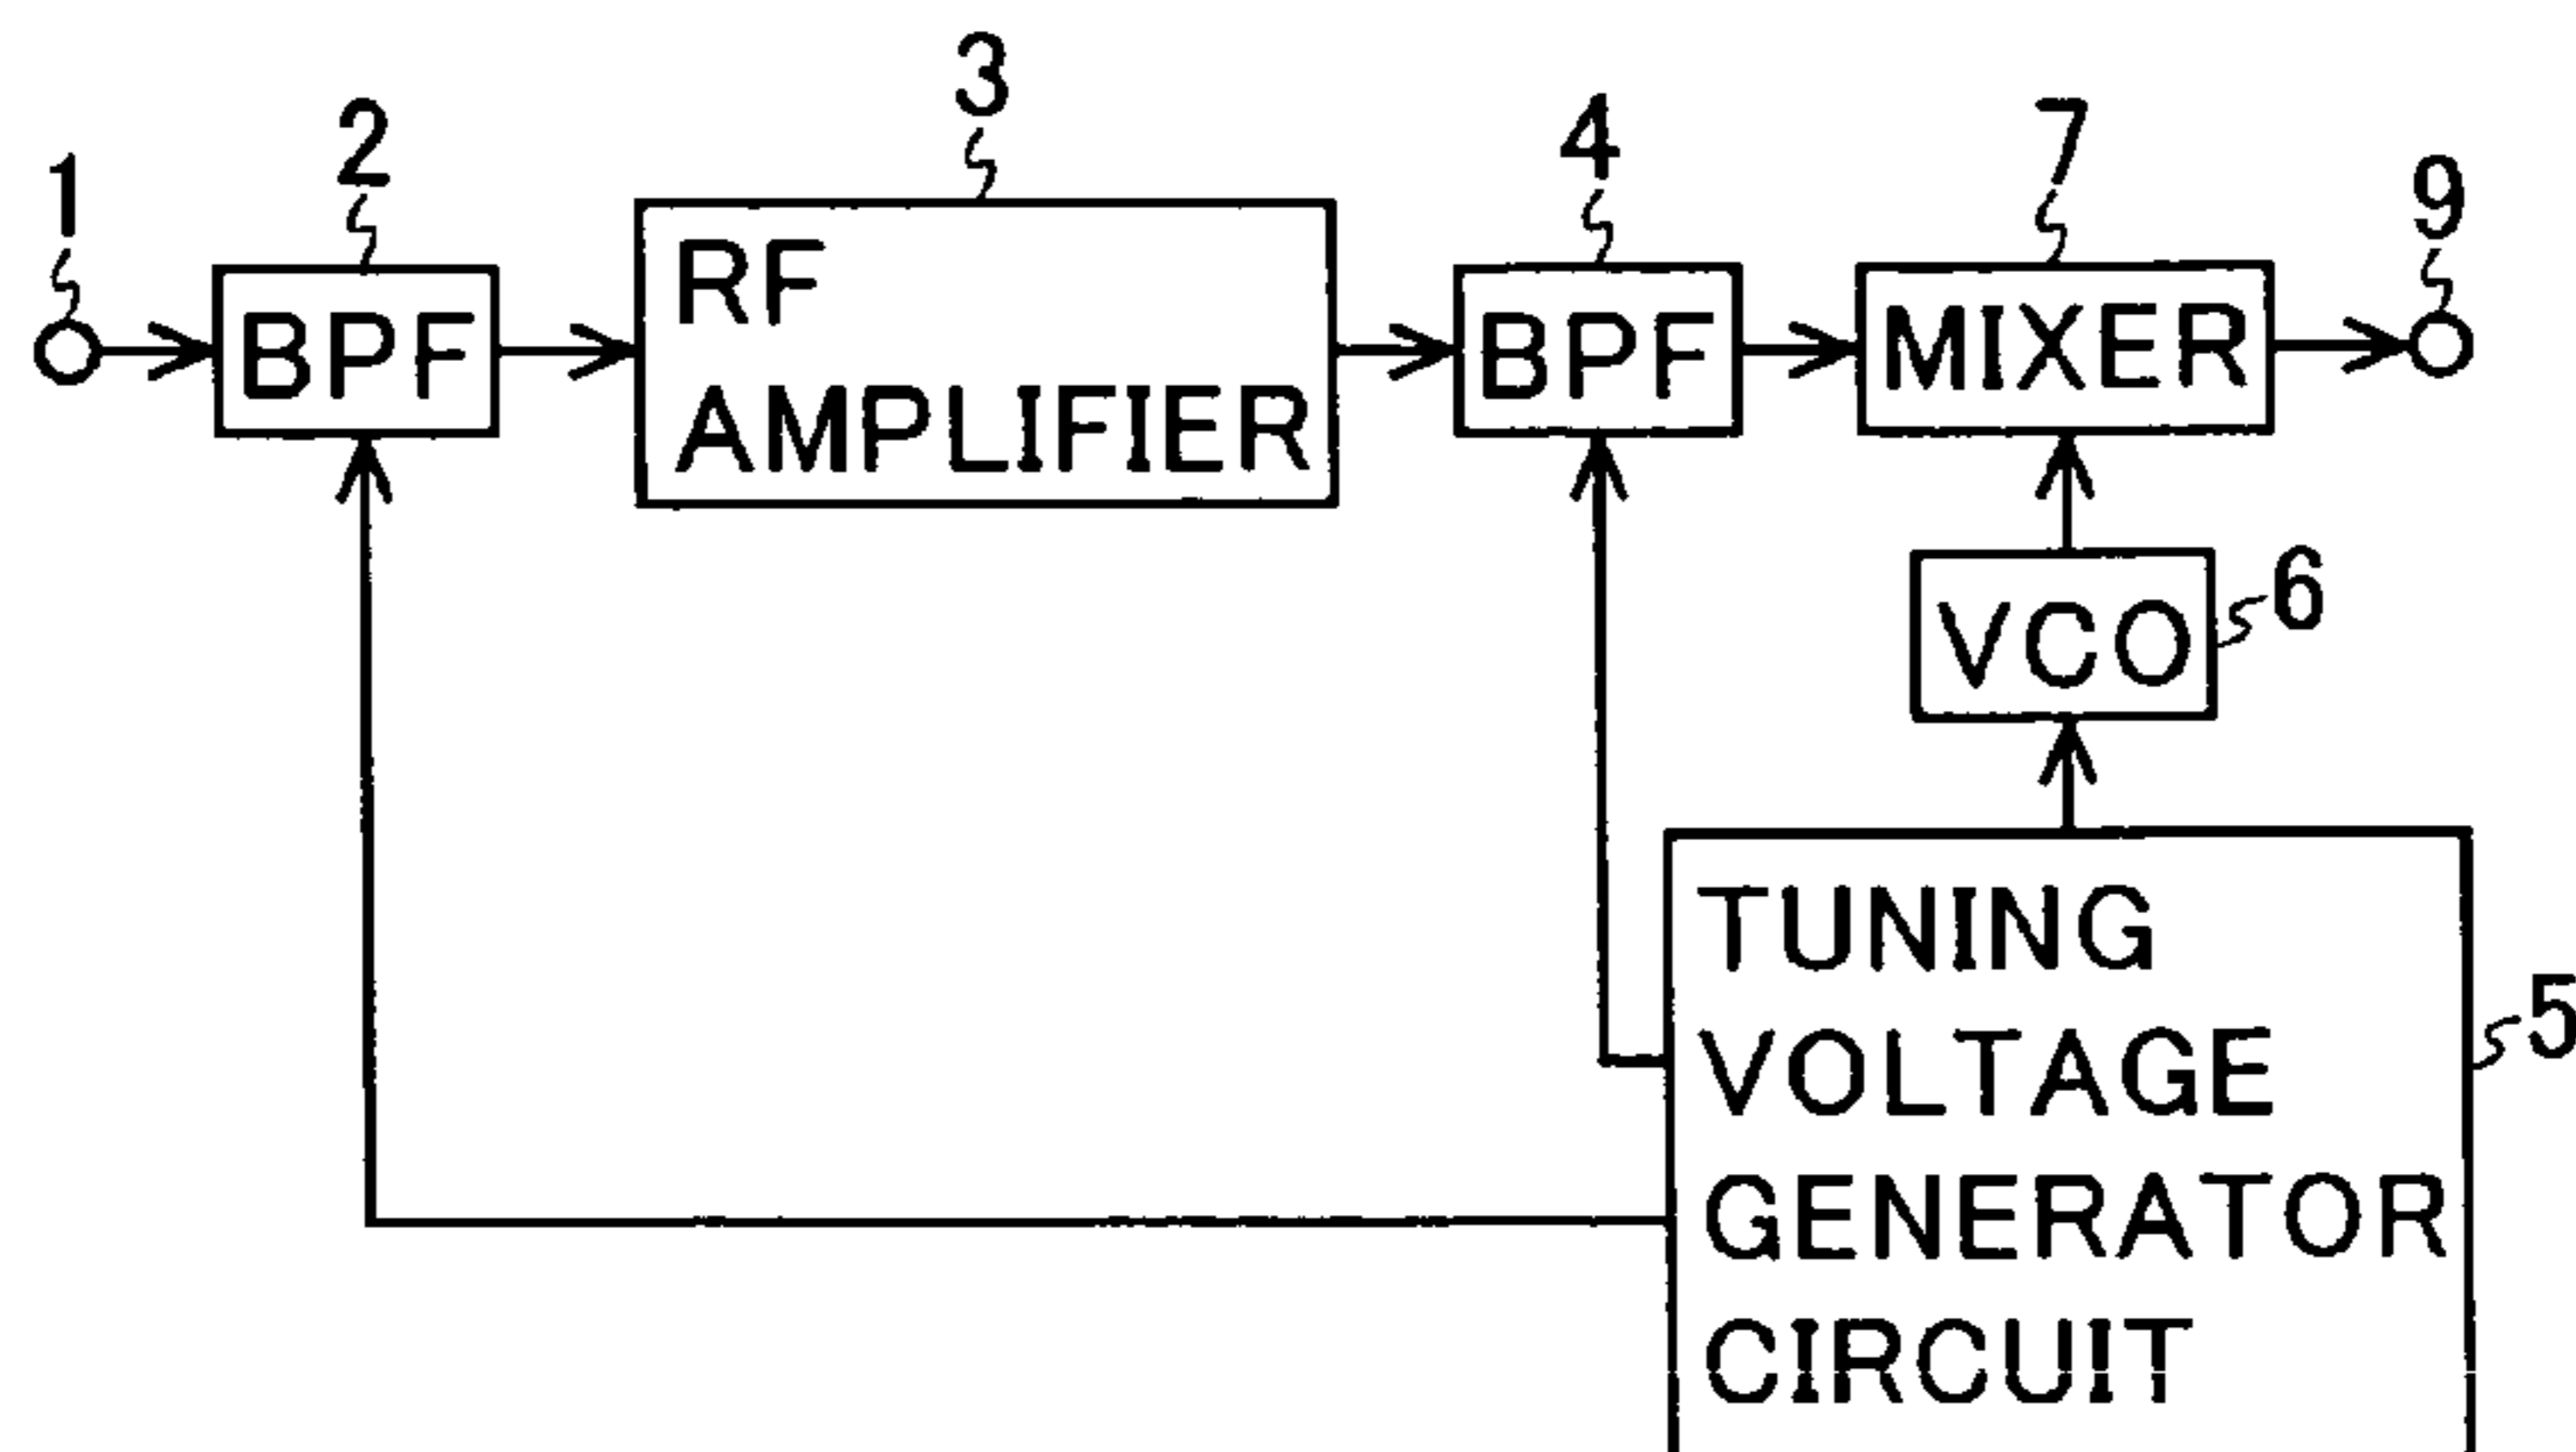 3
2
4
7
1
9
RF
BPF
AMPLIFIER
BPF
MIXER
VCO
6
TUNING
VOLTAGE
5
GENERATOR
CIRCUIT